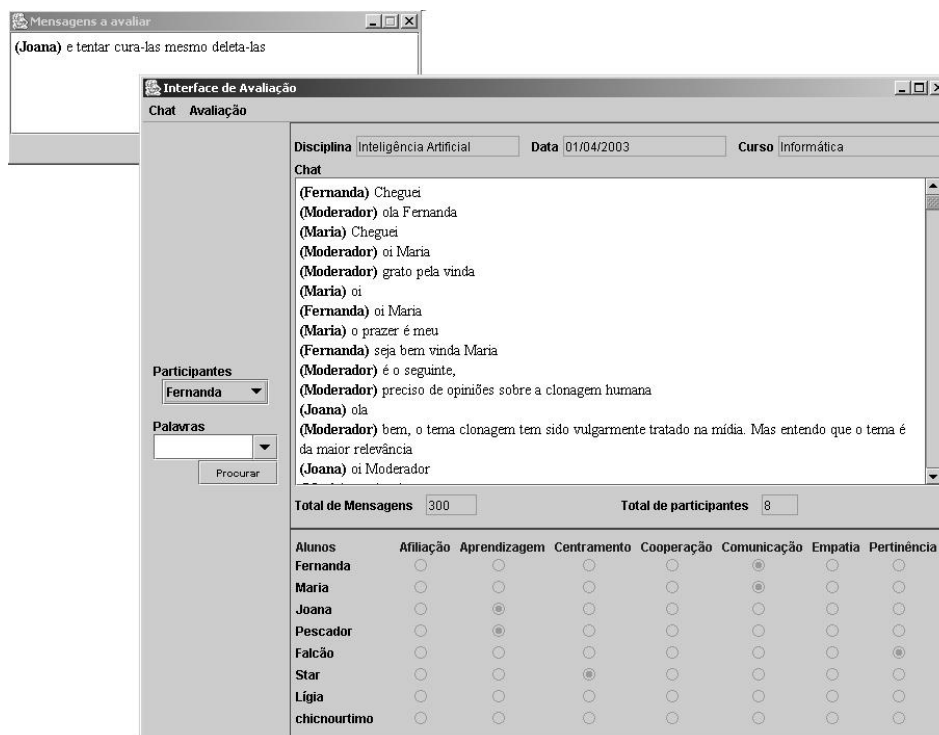 Mensagens a avaliar
(Joana) e tentar cura-las mesmo deleta-las
Interface de Avaliação
Chat Avaliação
Disciplina Inteligência Artificial Data 01/04/2003 Curso Informática
Chat
(Fernanda) Cheguei
(Moderador) ola Fernanda
(Maria) Cheguei
(Moderador) oi Maria
(Moderador) grato pela vinda
(Maria) oi
(Fernanda) oi Maria
(Maria) o prazer é meu
(Fernanda) seja bem vinda Maria
(Moderador) é o seguinte,
(Moderador) preciso de opiniões sobre a clonagem humana
(Joana) ola
(Moderador) bem, o tema clonagem tem sido vulgarmente tratado na mídia. Mas entendo que o tema é
da maior relevância
(Joana) oi Moderador
Participantes
Fernanda
Palavras
Procurar
Total de Mensagens 300 Total de participantes 8
Alunos Afiliação Aprendizagem Centramento Cooperação Comunicação Empatia Pertinência
Fernanda
Maria
Joana
Pescador
Falcão
Star
Lígia
chicnourtimo